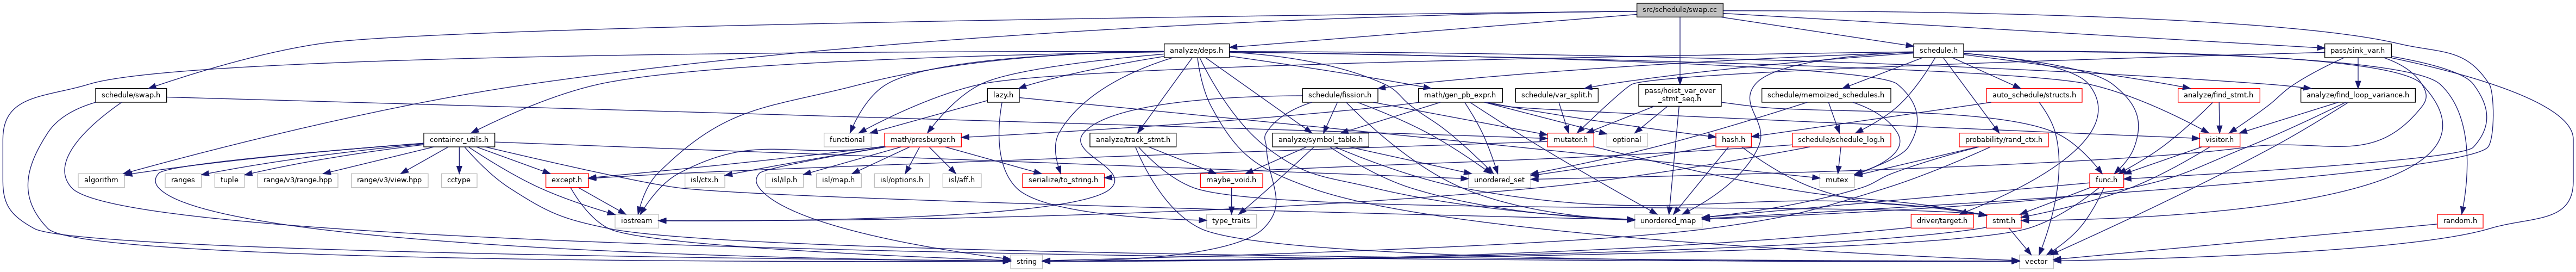 src/schedule/swap.cc
analyze/deps.h
schedule.h
pass/sink_var.h
schedule/swap.h
lazy.h
schedule/fission.h
math/gen_pb_expr.h
schedule/var_split.h
pass/hoist_var_over
_stmt_seq.h
schedule/memoized_schedules.h
auto_schedule/structs.h
analyze/find_stmt.h
analyze/find_loop_variance.h
container_utils.h
functional
math/presburger.h
analyze/track_stmt.h
analyze/symbol_table.h
mutator.h
optional
hash.h
schedule/schedule_log.h
probability/rand_ctx.h
visitor.h
algorithm
ranges
tuple
range/v3/range.hpp
range/v3/view.hpp
cctype
except.h
isl/ctx.h
isl/ilp.h
isl/map.h
isl/options.h
isl/aff.h
serialize/to_string.h
maybe_void.h
unordered_set
mutex
func.h
iostream
type_traits
unordered_map
driver/target.h
stmt.h
random.h
string
vector